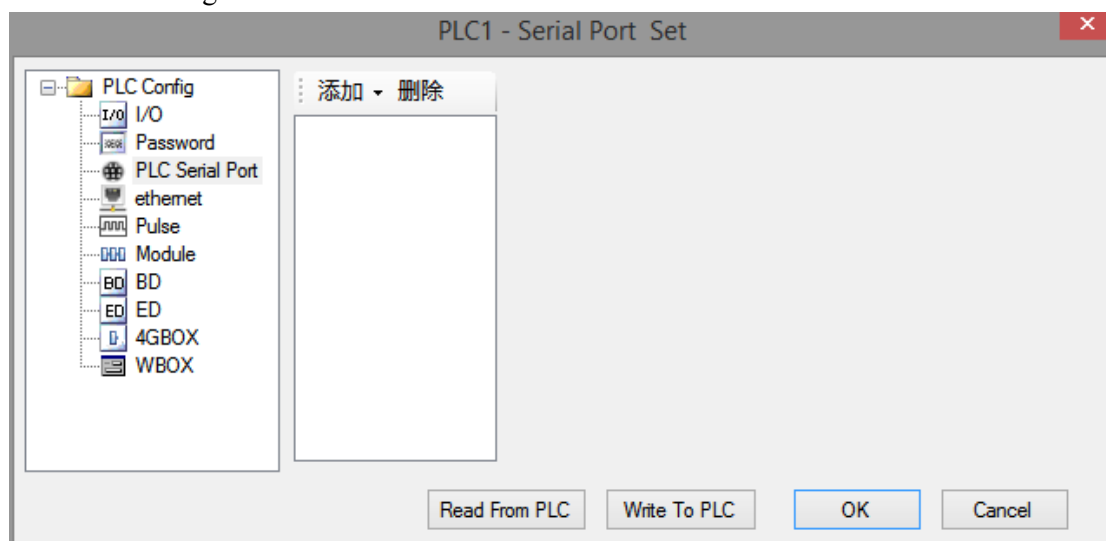 PLC1 - Serial Port Set
PLC Config
I/O I/O
Password
PLC Serial Port
ethernet
Pulse
Module
BD BD
ED ED
4GBOX
WBOX
添加 删除
Read From PLC Write To PLC OK Cancel